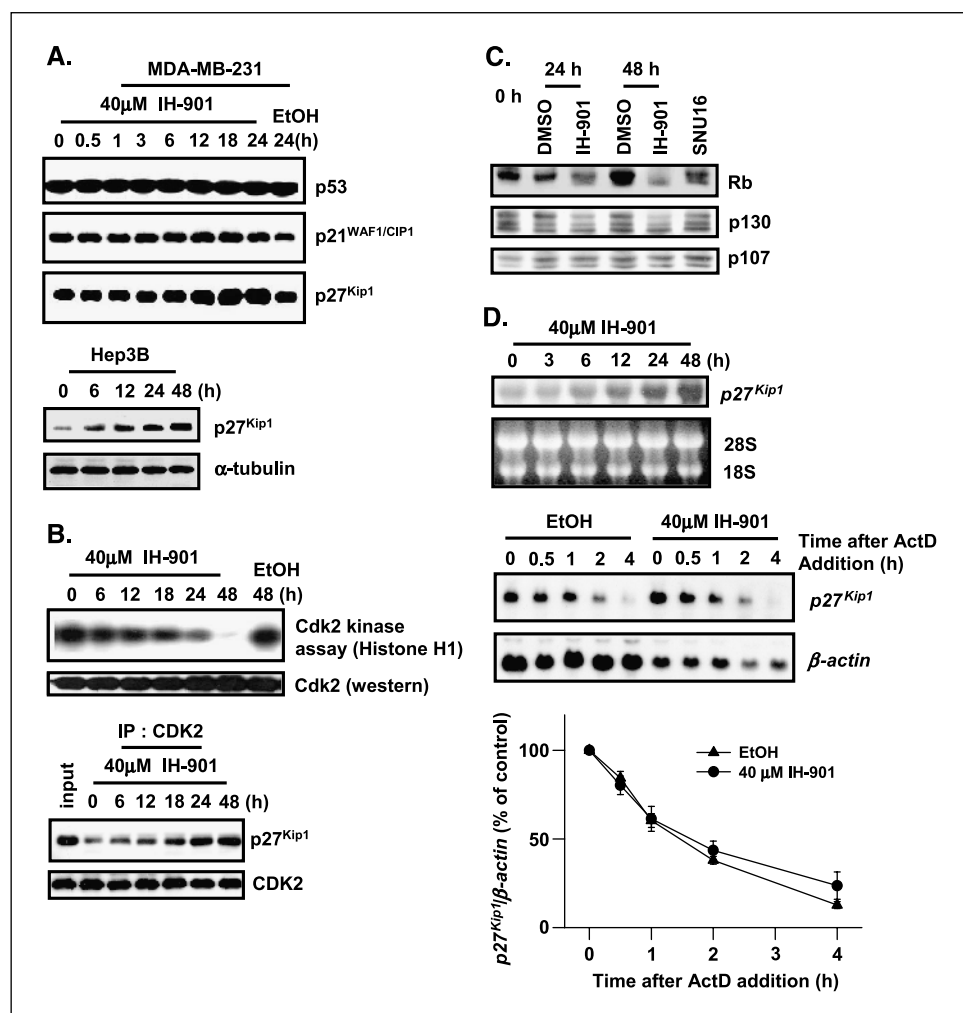 A.
MDA-MB-231
40μM IH-901
EtOH
0 0.5 1 3 6 12 18 24 24(h)
p53
p21WAF1/CIP1
p27Kip1
Hep3B
0 6 12 24 48 (h)
p27Kip1
α-tubulin
B.
40μM IH-901
EtOH
0 6 12 18 24 48 48 (h)
Cdk2 kinase
assay (Histone H1)
Cdk2 (western)
IP : CDK2
40μM IH-901
input
0 6 12 18 24 48 (h)
p27Kip1
CDK2
C.
24 h 48 h
0 h
DMSO
IH-901
DMSO
IH-901
SNU16
Rb
p130
p107
D.
40μM IH-901
0 3 6 12 24 48 (h)
p27Kip1
28S
18S
EtOH 40μM IH-901
Time after ActD
0 0.5 1 2 4 0 0.5 1 2 4
Addition (h)
p27Kip1
β-actin
p27Kip1/β-actin (% of control)
100
50
0
EtOH
40 μM IH-901
0 1 2 3 4
Time after ActD addition (h)